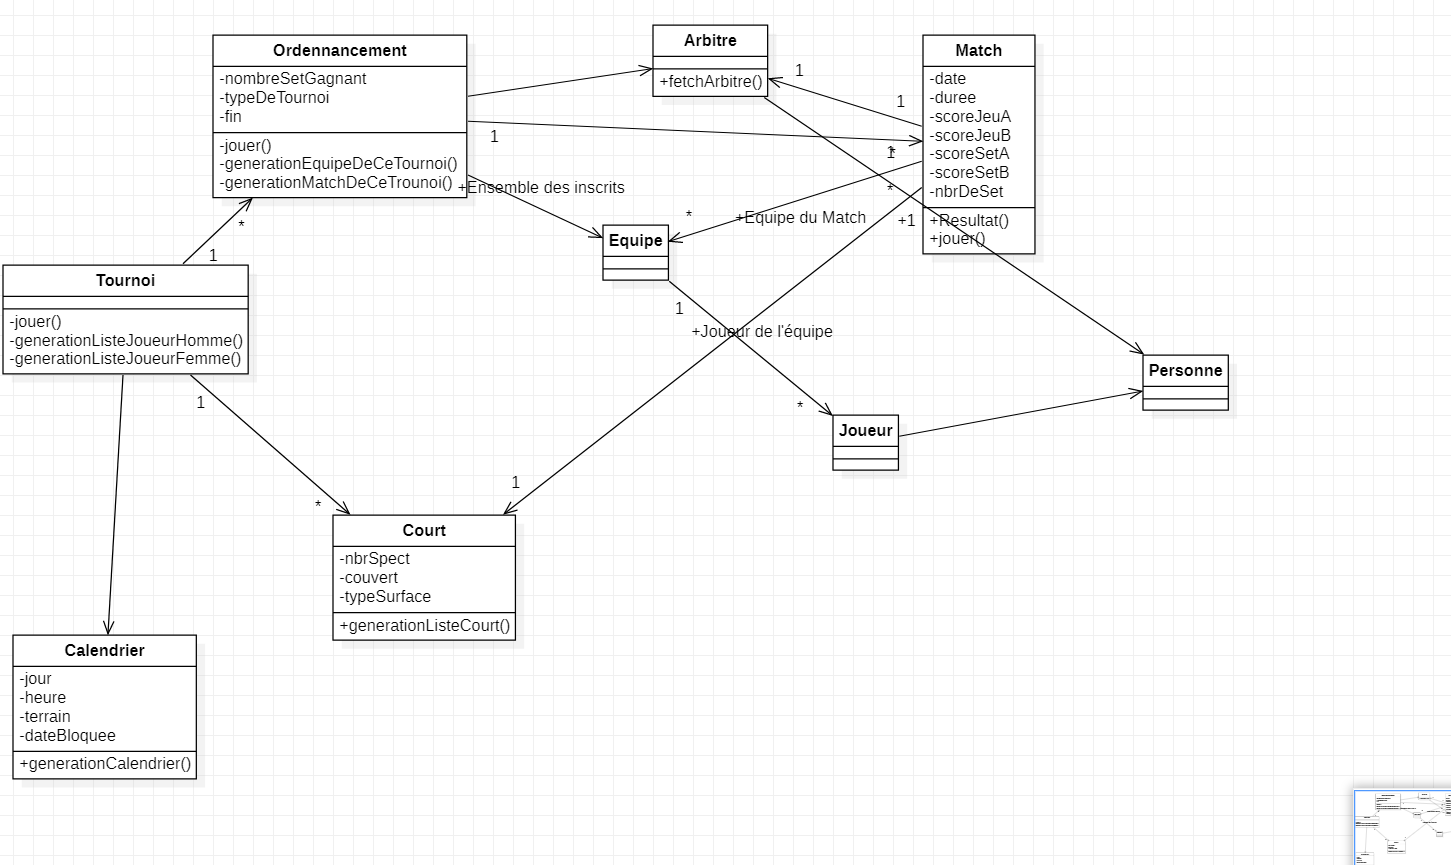 Ordennancement
-nombreSetGagnant
-typeDeTournoi
-fin
-jouer()
-generationEquipeDeCeTournoi()
-generationMatchDeCeTrounoi()
Arbitre
+fetchArbitre()
Match
-date
-duree
-scoreJeuA
-scoreJeuB
-scoreSetA
-scoreSetB
-nbrDeSet
+Resultat()
+jouer()
1
1
1
1
*
*
+Ensemble des inscrits
*
+Equipe du Match
+1
*
1
Equipe
Tournoi
-jouer()
-generationListeJoueurHomme()
-generationListeJoueurFemme()
1
+Joueur de l'équipe
*
Personne
Joueur
1
*
1
Court
-nbrSpect
-couvert
-typeSurface
+generationListeCourt()
Calendrier
-jour
-heure
-terrain
-dateBloquee
+generationCalendrier()